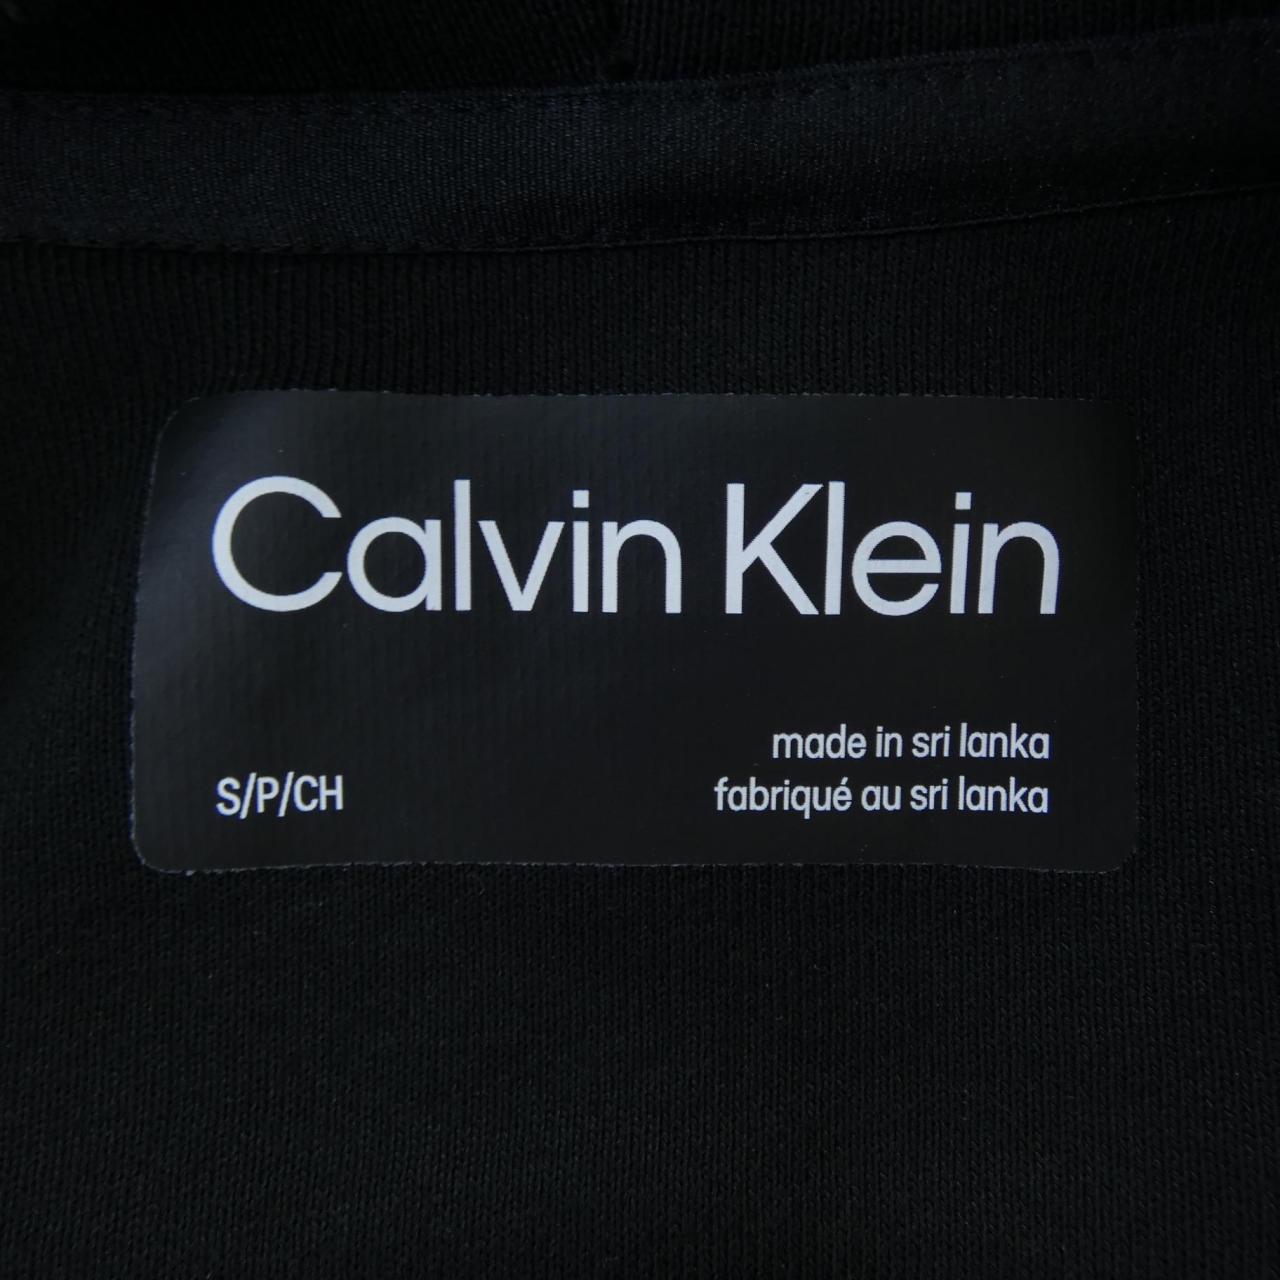 Calvin Klein
made in sri lanka
S/P/CH
fabriqué au sri lanka